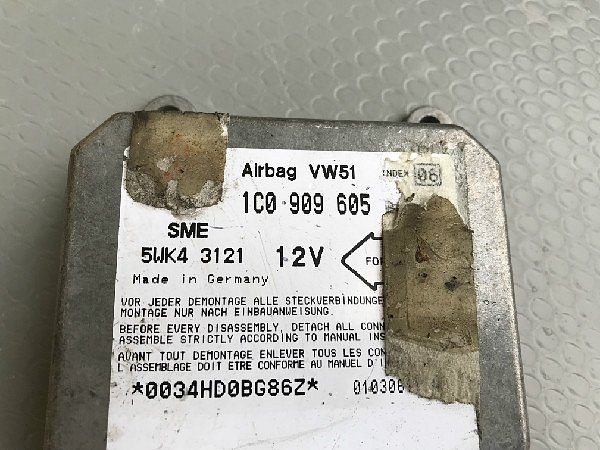 Airbag VW51
INDEX 06
1C0 909 605
SME
5WK4 3121 12V
FOR
Made in Germany
VOR JEDER DEMONTAGE ALLE STECKVERBINDUNGE
MONTAGE NUR NACH EINBAUANWEISUNG.
BEFORE EVERY DISASSEMBLY, DETACH ALL CONN
ASSEMBLE STRICTLY ACCORDING TO MANUAL INS
AVANT TOUT DEMONTAGE ENLEVER TOUS LES CON
L ASSEMBLAGE DOIT ETRE CONFORME AU MANUEL D'I
*0034HD0BG86Z* 01030